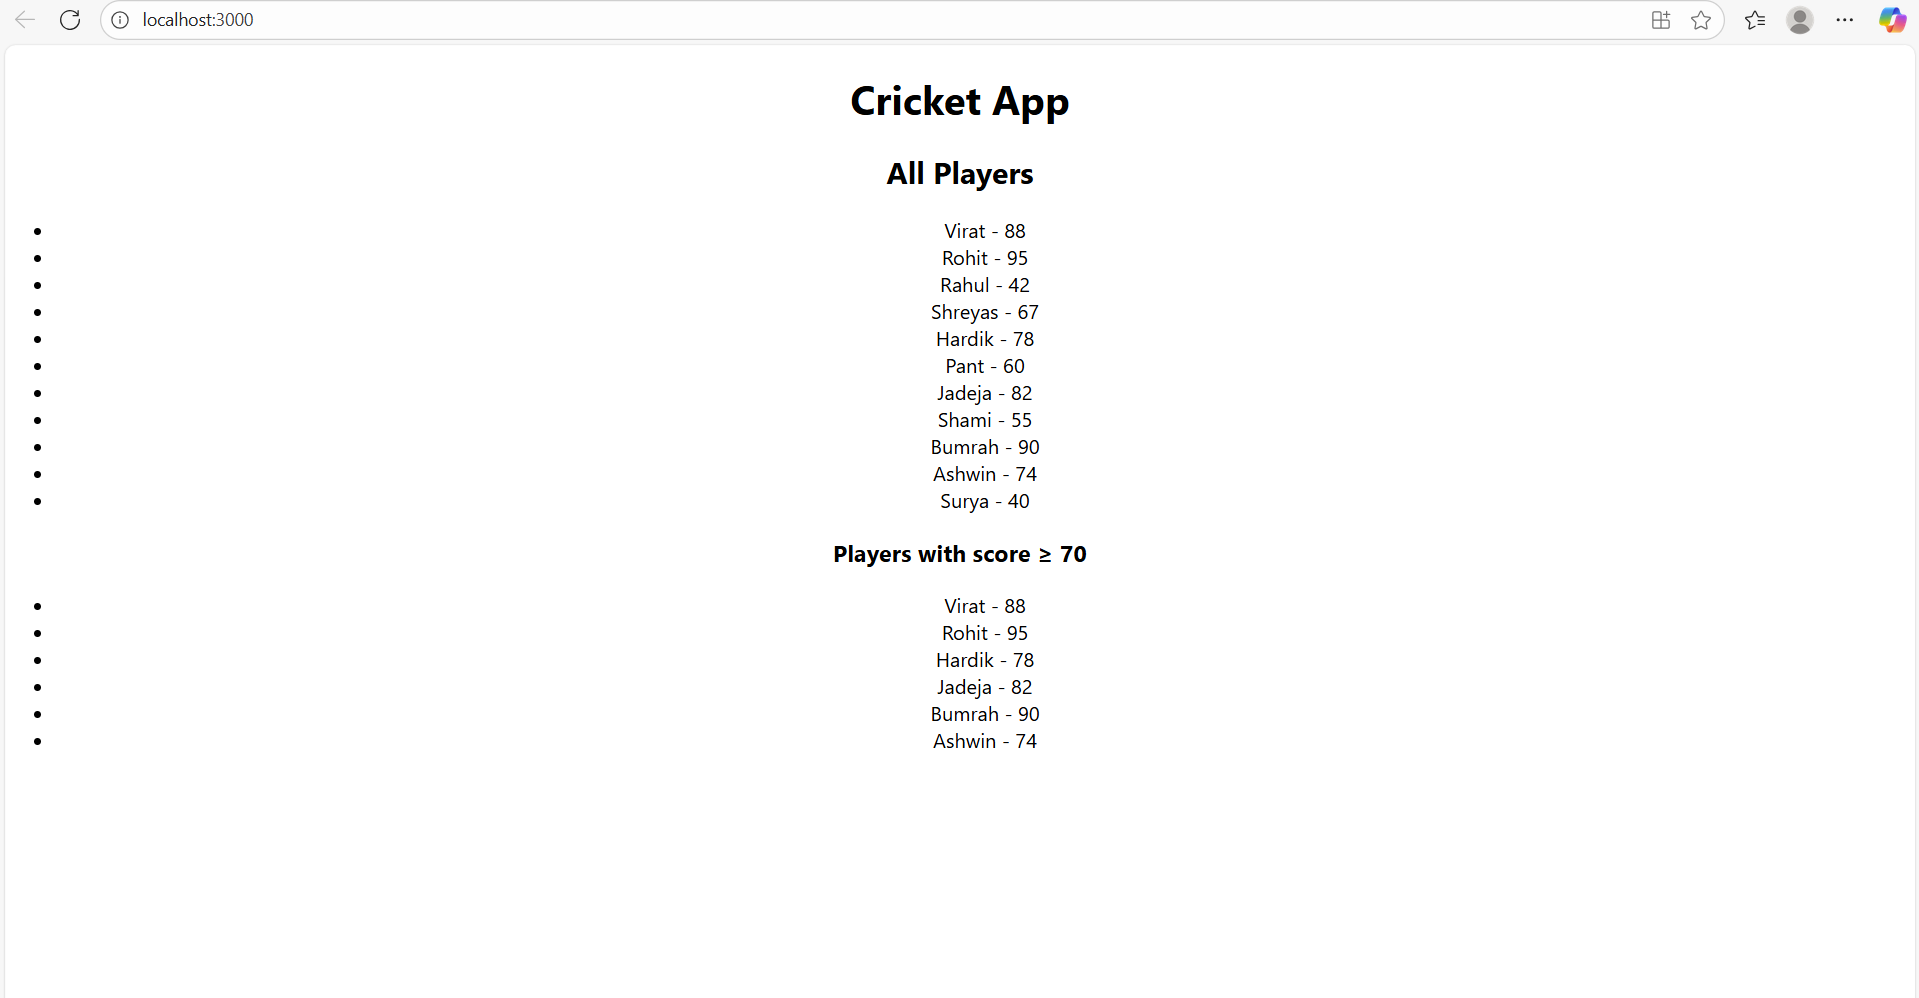 localhost:3000
Cricket App
All Players
• Virat - 88
• Rohit - 95
• Rahul - 42
• Shreyas - 67
• Hardik - 78
• Pant - 60
• Jadeja - 82
• Shami - 55
• Bumrah - 90
• Ashwin - 74
• Surya - 40
Players with score ≥ 70
• Virat - 88
• Rohit - 95
• Hardik - 78
• Jadeja - 82
• Bumrah - 90
• Ashwin - 74